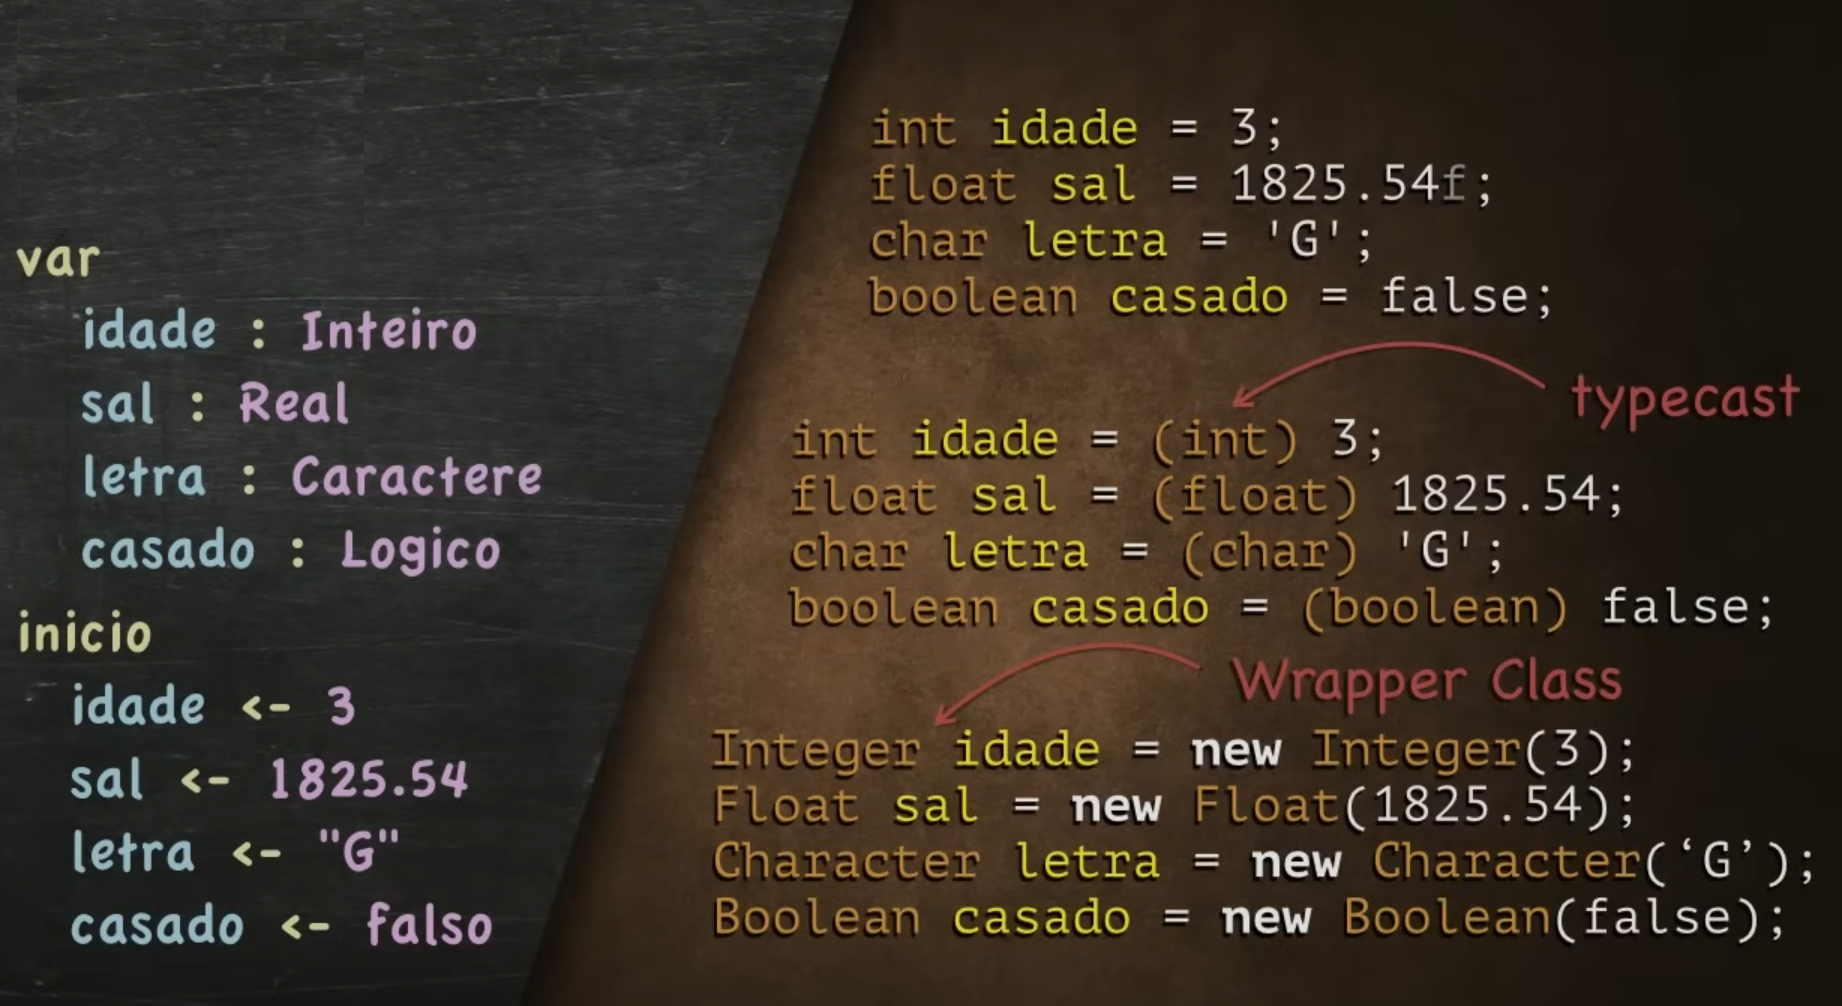 var
idade : Inteiro
sal : Real
letra : Caractere
casado : Logico
inicio
idade <- 3
sal <- 1825.54
letra <- "G"
casado <- falso
int idade = 3;
float sal = 1825.54f;
char letra = 'G';
boolean casado = false;
typecast
int idade = (int) 3;
float sal = (float) 1825.54;
char letra = (char) 'G';
boolean casado = (boolean) false;
Wrapper Class
Integer idade = new Integer(3);
Float sal = new Float(1825.54);
Character letra = new Character(‘G’);
Boolean casado = new Boolean(false);